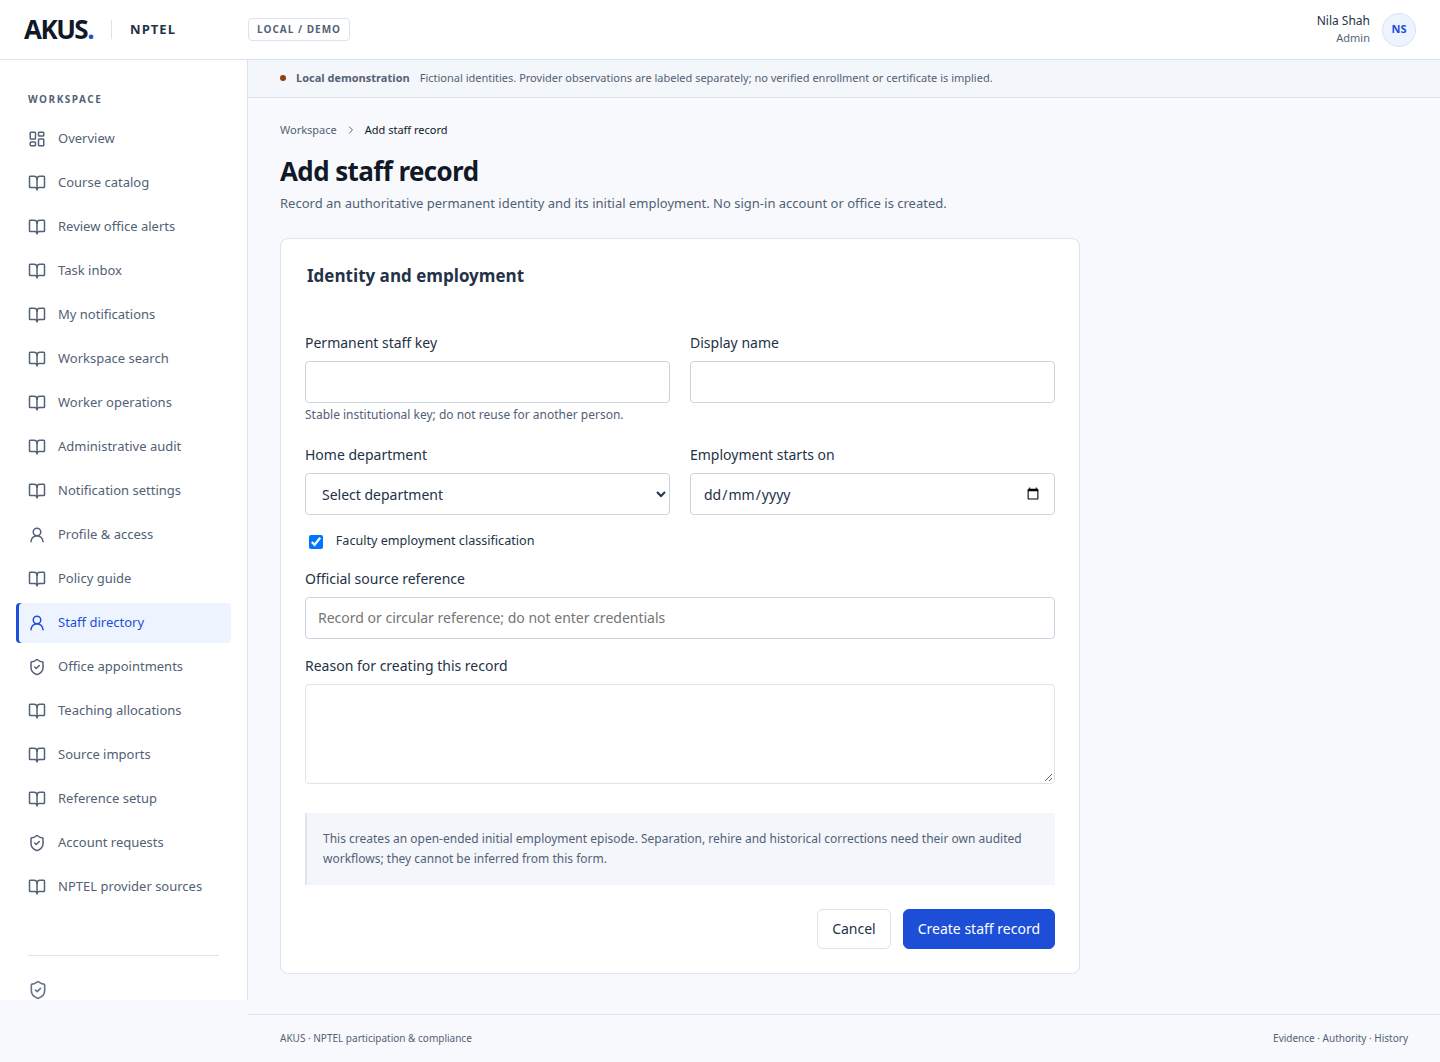 AKUS.
NPTEL
LOCAL / DEMO
Nila Shah
Admin
NS
WORKSPACE
Overview
Course catalog
Review office alerts
Task inbox
My notifications
Workspace search
Worker operations
Administrative audit
Notification settings
Profile & access
Policy guide
Staff directory
Office appointments
Teaching allocations
Source imports
Reference setup
Account requests
NPTEL provider sources
Local demonstration Fictional identities. Provider observations are labeled separately; no verified enrollment or certificate is implied.
Workspace > Add staff record
Add staff record
Record an authoritative permanent identity and its initial employment. No sign-in account or office is created.
Identity and employment
Permanent staff key
Display name
Stable institutional key; do not reuse for another person.
Home department
Employment starts on
Select department
dd/mm/yyyy
Faculty employment classification
Official source reference
Record or circular reference; do not enter credentials
Reason for creating this record
This creates an open-ended initial employment episode. Separation, rehire and historical corrections need their own audited
workflows; they cannot be inferred from this form.
Cancel
Create staff record
AKUS · NPTEL participation & compliance
Evidence · Authority · History